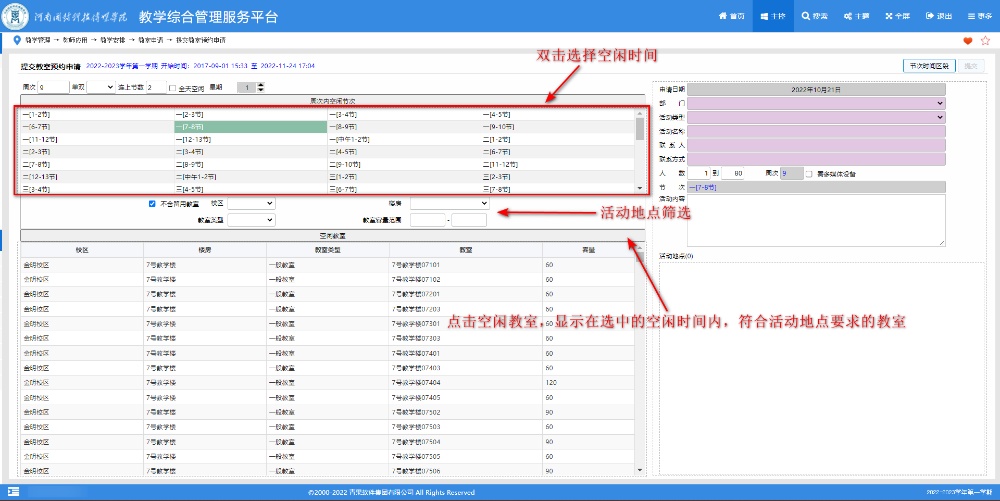 河南开封科技传媒学院 教学综合管理服务平台 首页 主控 搜索 主题 全屏 退出 更多
教学管理 → 教师应用 → 教学安排 → 教室申请 → 提交教室预约申请
双击选择空闲时间
提交教室预约申请 2022-2023学年第一学期 开始时间：2017-09-01 15:33 至 2022-11-24 17:04 节次时间区段 提交
周次 9 单双 连上节数 2 全天空闲 星期 1
周次内空闲节次
一[1-2节] 一[2-3节] 一[3-4节] 一[4-5节]
一[6-7节] 一[7-8节] 一[8-9节] 一[9-10节]
一[11-12节] 一[12-13节] 一[中午1-2节] 二[1-2节]
二[2-3节] 二[3-4节] 二[4-5节] 二[6-7节]
二[7-8节] 二[8-9节] 二[9-10节] 二[11-12节]
二[12-13节] 二[中午1-2节] 三[1-2节] 三[2-3节]
三[3-4节] 三[4-5节] 三[6-7节] 三[7-8节]
不含留用教室 校区 楼房
教室类型 教室容量范围 -
活动地点筛选
空闲教室
校区 楼房 教室类型 教室 容量
金明校区 7号教学楼 一般教室 7号教学楼07101 60
金明校区 7号教学楼 一般教室 7号教学楼07102 60
金明校区 7号教学楼 一般教室 7号教学楼07201 60
金明校区 7号教学楼 一般教室 7号教学楼07203 60
金明校区 7号教学楼 一般教室 7号教学楼07301 60
金明校区 7号教学楼 一般教室 7号教学楼07303 60
金明校区 7号教学楼 一般教室 7号教学楼07401 60
金明校区 7号教学楼 一般教室 7号教学楼07403 60
金明校区 7号教学楼 一般教室 7号教学楼07404 120
金明校区 7号教学楼 一般教室 7号教学楼07405 60
金明校区 7号教学楼 一般教室 7号教学楼07502 90
金明校区 7号教学楼 一般教室 7号教学楼07503 60
金明校区 7号教学楼 一般教室 7号教学楼07504 90
金明校区 7号教学楼 一般教室 7号教学楼07505 60
金明校区 7号教学楼 一般教室 7号教学楼07506 90
点击空闲教室，显示在选中的空闲时间内，符合活动地点要求的教室
申请日期 2022年10月21日
部 门
活动类型
活动名称
联 系 人
联系方式
人 数 1 到 80 周次 9 需多媒体设备
节 次 一[7-8节]
活动内容
活动地点(0)
©2000-2022 青果软件集团有限公司 All Rights Reserved 2022-2023学年第一学期